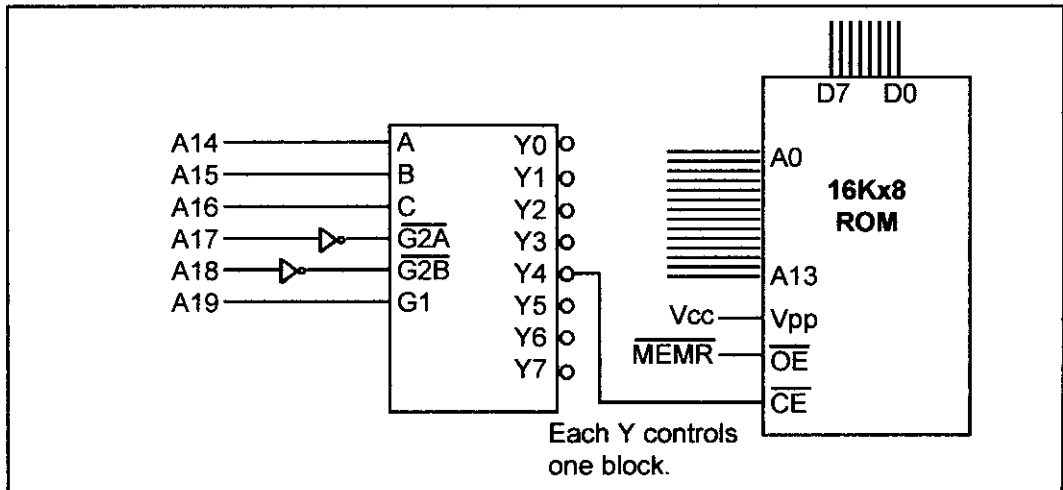 D7 D0
A14 A Y0
A15 B Y1
A16 C Y2
A17 G2A Y3
A18 G2B Y4
A19 G1 Y5
Y6
Y7
A0
16Kx8
ROM
A13
Vcc Vpp
MEMR OE
CE
Each Y controls
one block.